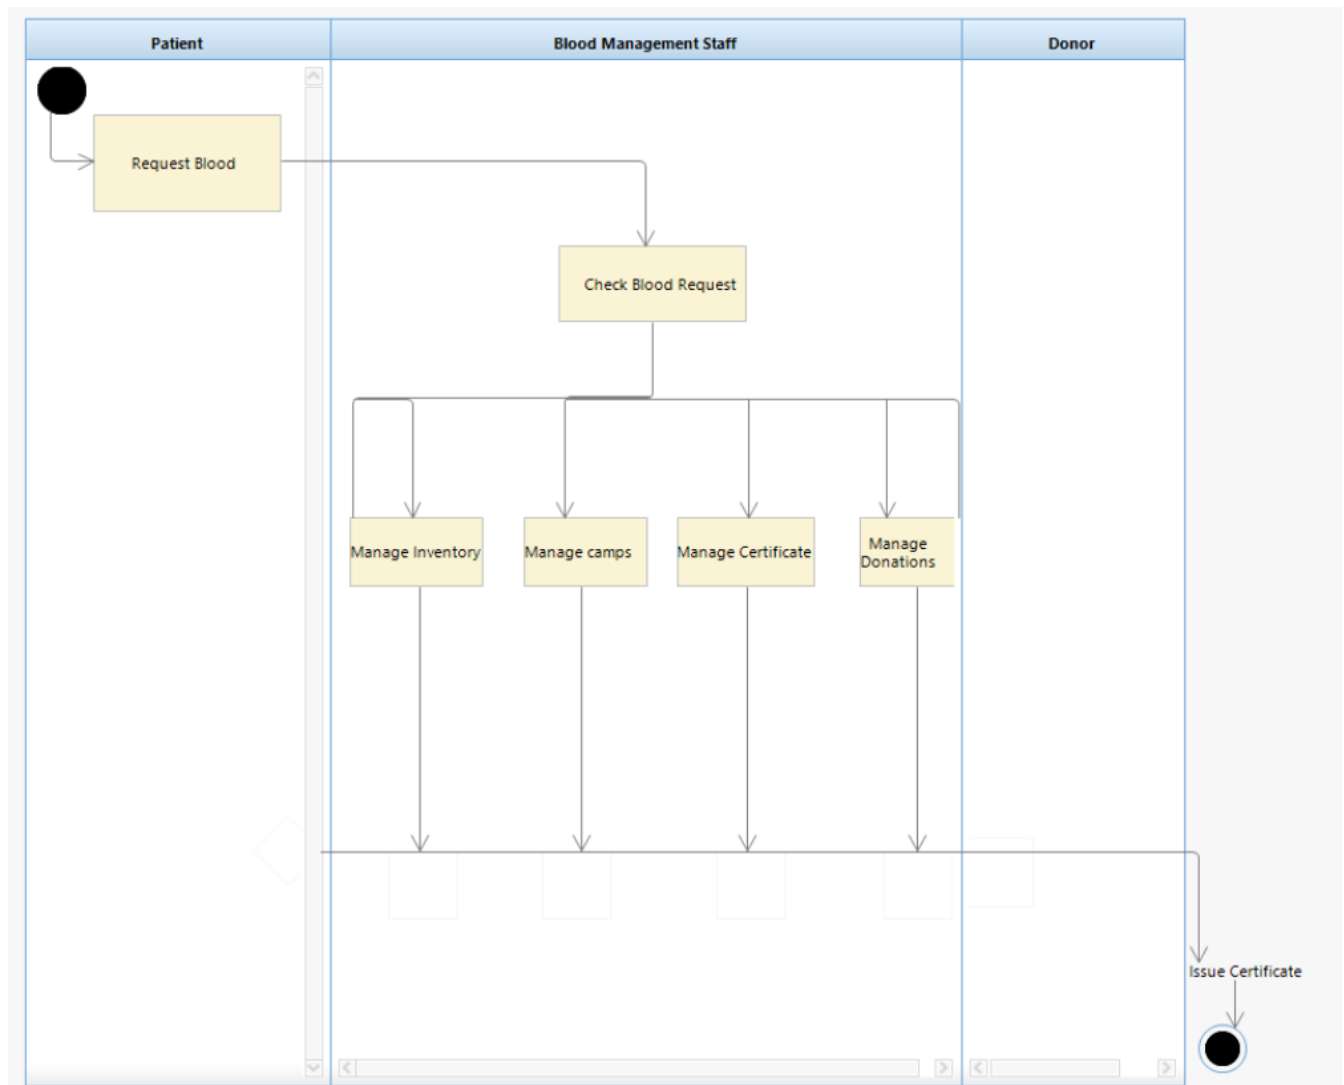 Patient
Blood Management Staff
Donor
Request Blood
Check Blood Request
Manage Inventory
Manage camps
Manage Certificate
Manage
Donations
Issue Certificate